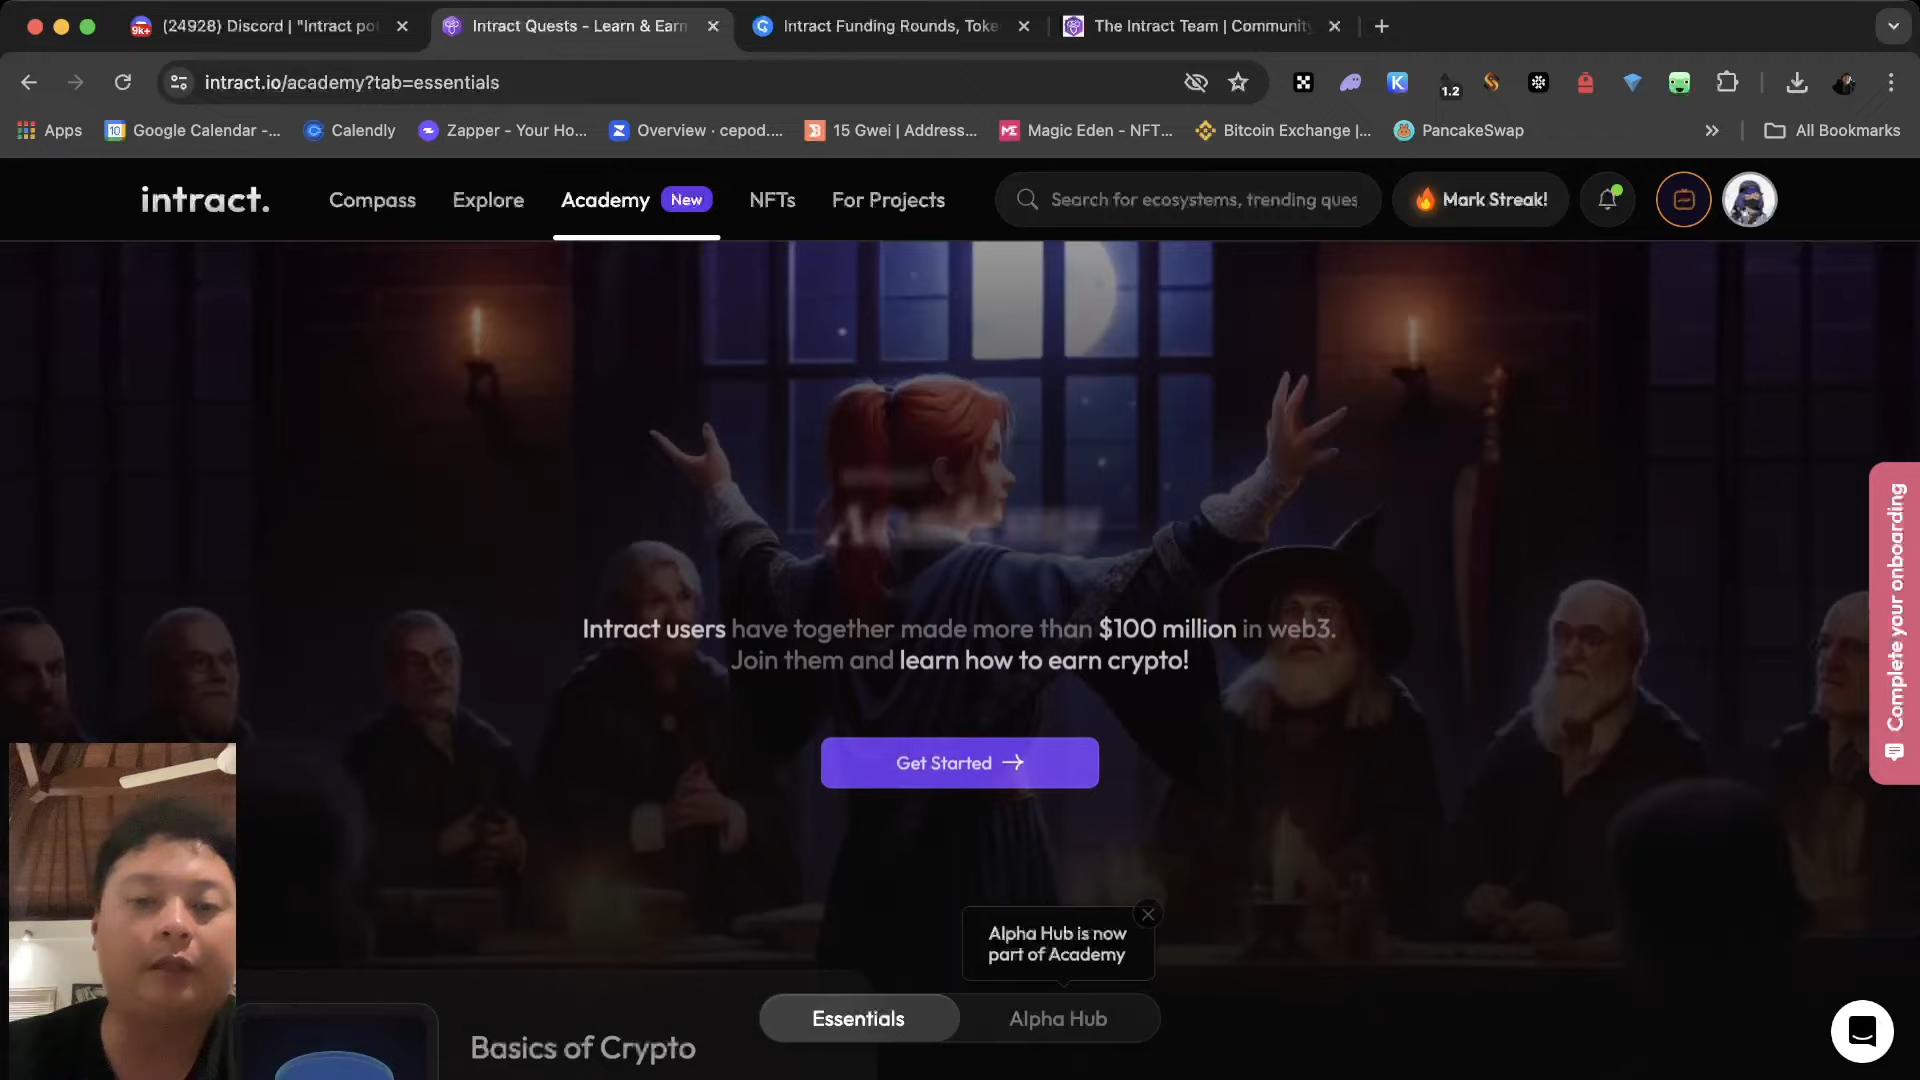 (24928) Discord | "Intract po
Intract Quests - Learn & Earn
Intract Funding Rounds, Toke
The Intract Team | Community
9k+
intract.io/academy?tab=essentials
1.2
Apps
10
Google Calendar -...
Calendly
Zapper - Your Ho...
Overview · cepod....
15 Gwei | Address...
Magic Eden - NFT...
Bitcoin Exchange |...
PancakeSwap
All Bookmarks
intract.
Compass
Explore
Academy
New
NFTs
For Projects
Search for ecosystems, trending ques
Mark Streak!
Intract users have together made more than $100 million in web3.
Join them and learn how to earn crypto!
Get Started
Complete your onboarding
Alpha Hub is now
part of Academy
Essentials
Alpha Hub
Basics of Crypto